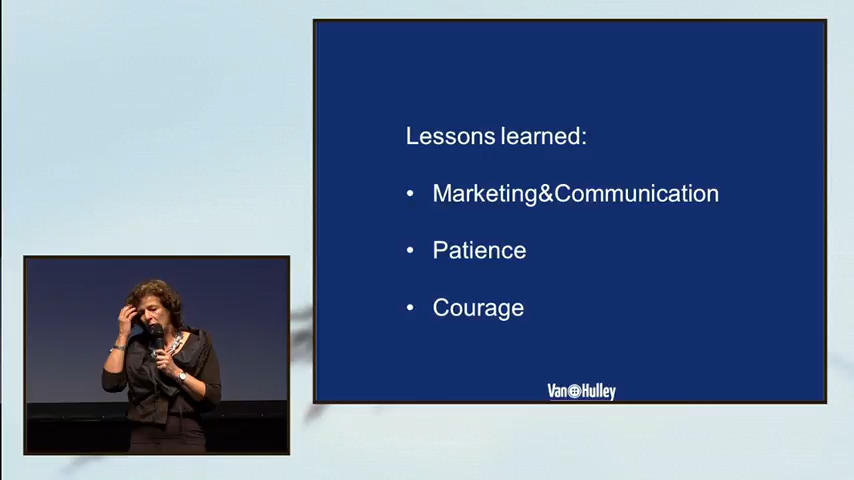 Lessons learned:
• Marketing&Communication
• Patience
• Courage
Van@Hulley